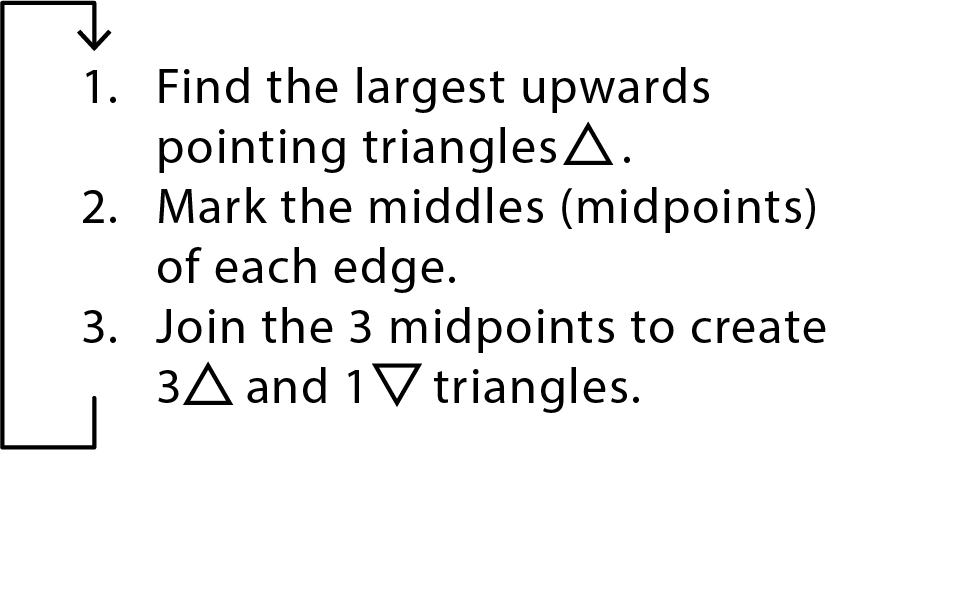 1. Find the largest upwards
pointing triangles△.
2. Mark the middles (midpoints)
of each edge.
3. Join the 3 midpoints to create
3△ and 1▽ triangles.